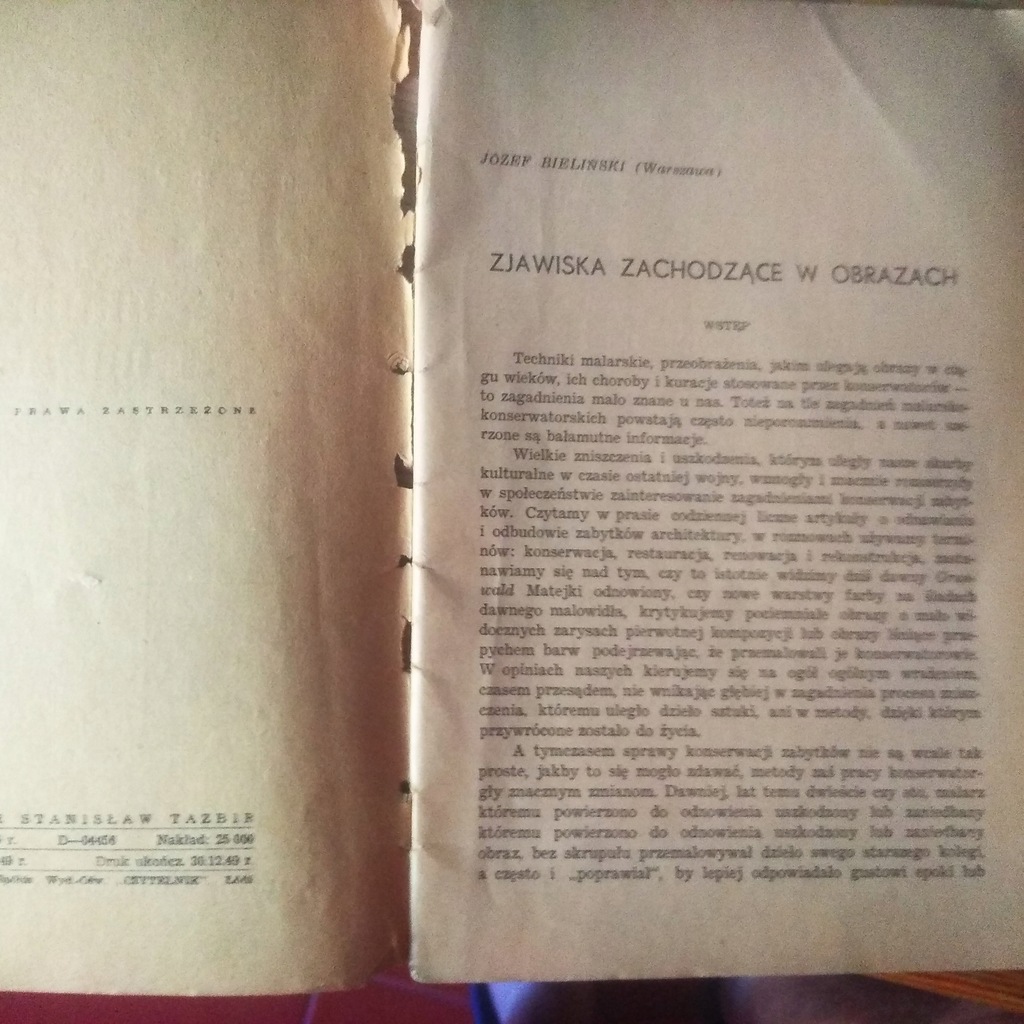 PRAWA ZASTRZEŻONE
STANISŁAW TAZBIR
r. D—04456 Nakład: 25 000
49 r. Druk ukończ. 30.12.49 r.
Wyd.-Ośw. „CZYTELNIK"
JÓZEF BIELIŃSKI (Warszawa)
ZJAWISKA ZACHODZĄCE W OBRAZACH
WSTĘP
Techniki malarskie, przeobrażenia, jakim ulegają obrazy w cią-
gu wieków, ich choroby i kuracje stosowane przez konserwatorów —
to zagadnienia mało znane u nas. Toteż na tle zagadnień malarsko-
konserwatorskich powstają często nieporozumienia, a nawet sze-
rzone są bałamutne informacje.
Wielkie zniszczenia i uszkodzenia, którym uległy nasze skarby
kulturalne w czasie ostatniej wojny, wzmogły i znacznie rozszerzyły
w społeczeństwie zainteresowanie zagadnieniami konserwacji zabyt-
ków. Czytamy w prasie codziennej liczne artykuły o odnawianiu
i odbudowie zabytków architektury, w rozmowach używamy termi-
nów: konserwacja, restauracja, renowacja i rekonstrukcja, zasta-
nawiamy się nad tym, czy to istotnie widzimy dziś dawny Grun-
wald Matejki odnowiony, czy nowe warstwy farby na śladach
dawnego malowidła, krytykujemy pociemniałe obrazy o mało wi-
docznych zarysach pierwotnej kompozycji lub obrazy lśniące prze-
pychem barw podejrzewając, że przemalowali je konserwatorowie.
W opiniach naszych kierujemy się na ogół ogólnym wrażeniem,
czasem przesądem, nie wnikając głębiej w zagadnienia procesu znisz-
czenia, któremu uległo dzieło sztuki, ani w metody, dzięki którym
przywrócone zostało do życia.
A tymczasem sprawy konserwacji zabytków nie są wcale tak
proste, jakby to się mogło zdawać, metody zaś pracy konserwator-
gły znacznym zmianom. Dawniej, lat temu dwieście czy sto, malarz
któremu powierzono do odnowienia uszkodzony lub zaniedbany
któremu powierzono do odnowienia uszkodzony lub zaniedbany
obraz, bez skrupułu przemalowywał dzieło swego starszego kolegi,
a często i „poprawiał", by lepiej odpowiadało gustowi epoki lub